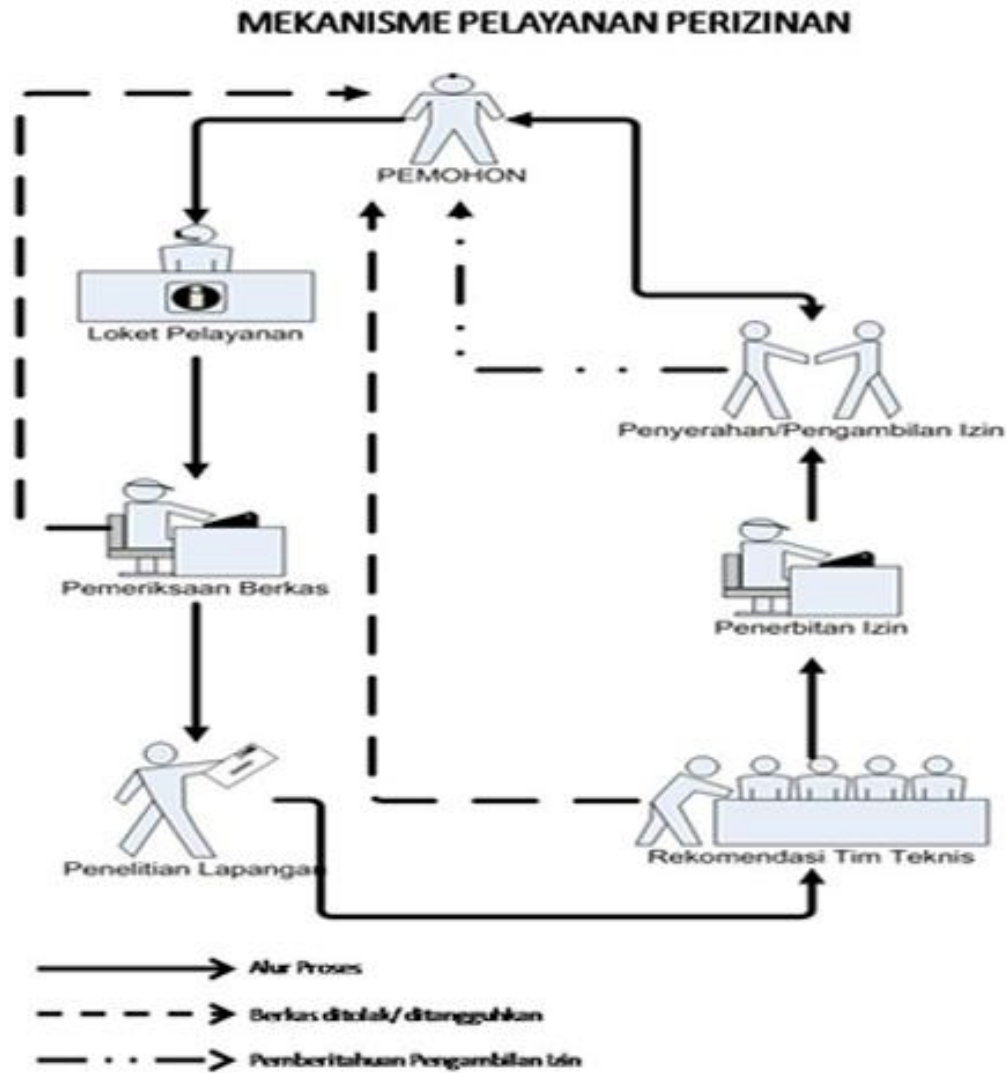 MEKANISME PELAYANAN PERIZINAN
PEMOHON
Loket Pelayanan
Penyerahan/Pengambilan Izin
Pemeriksaan Berkas
Penerbitan Izin
Penelitian Lapangan
Rekomendasi Tim Teknis
Alur Proses
Berkas ditolak/ ditangguhkan
Pemberitahuan Pengambilan Izin